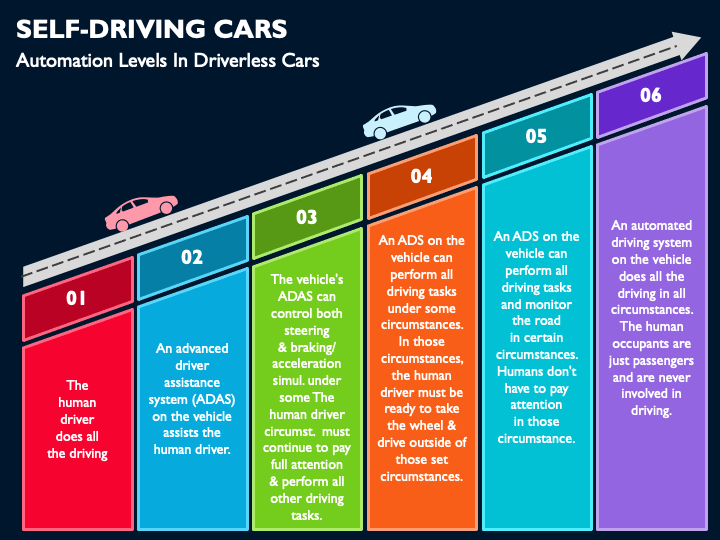 SELF-DRIVING CARS
Automation Levels In Driverless Cars
01
The
human
driver
does all
the driving
02
An advanced
driver
assistance
system (ADAS)
on the vehicle
assists the
human driver.
03
The vehicle's
ADAS can
control both
steering
& braking/
acceleration
simul. under
some The
human driver
circumst. must
continue to pay
full attention
& perform all
other driving
tasks.
04
An ADS on the
vehicle can
perform all
driving tasks
under some
circumstances.
In those
circumstances,
the human
driver must be
ready to take
the wheel &
drive outside of
those set
circumstances.
05
An ADS on the
vehicle can
perform all
driving tasks
and monitor
the road
in certain
circumstances.
Humans don't
have to pay
attention
in those
circumstance.
06
An automated
driving system
on the vehicle
does all the
driving in all
circumstances.
The human
occupants are
just passengers
and are never
involved in
driving.